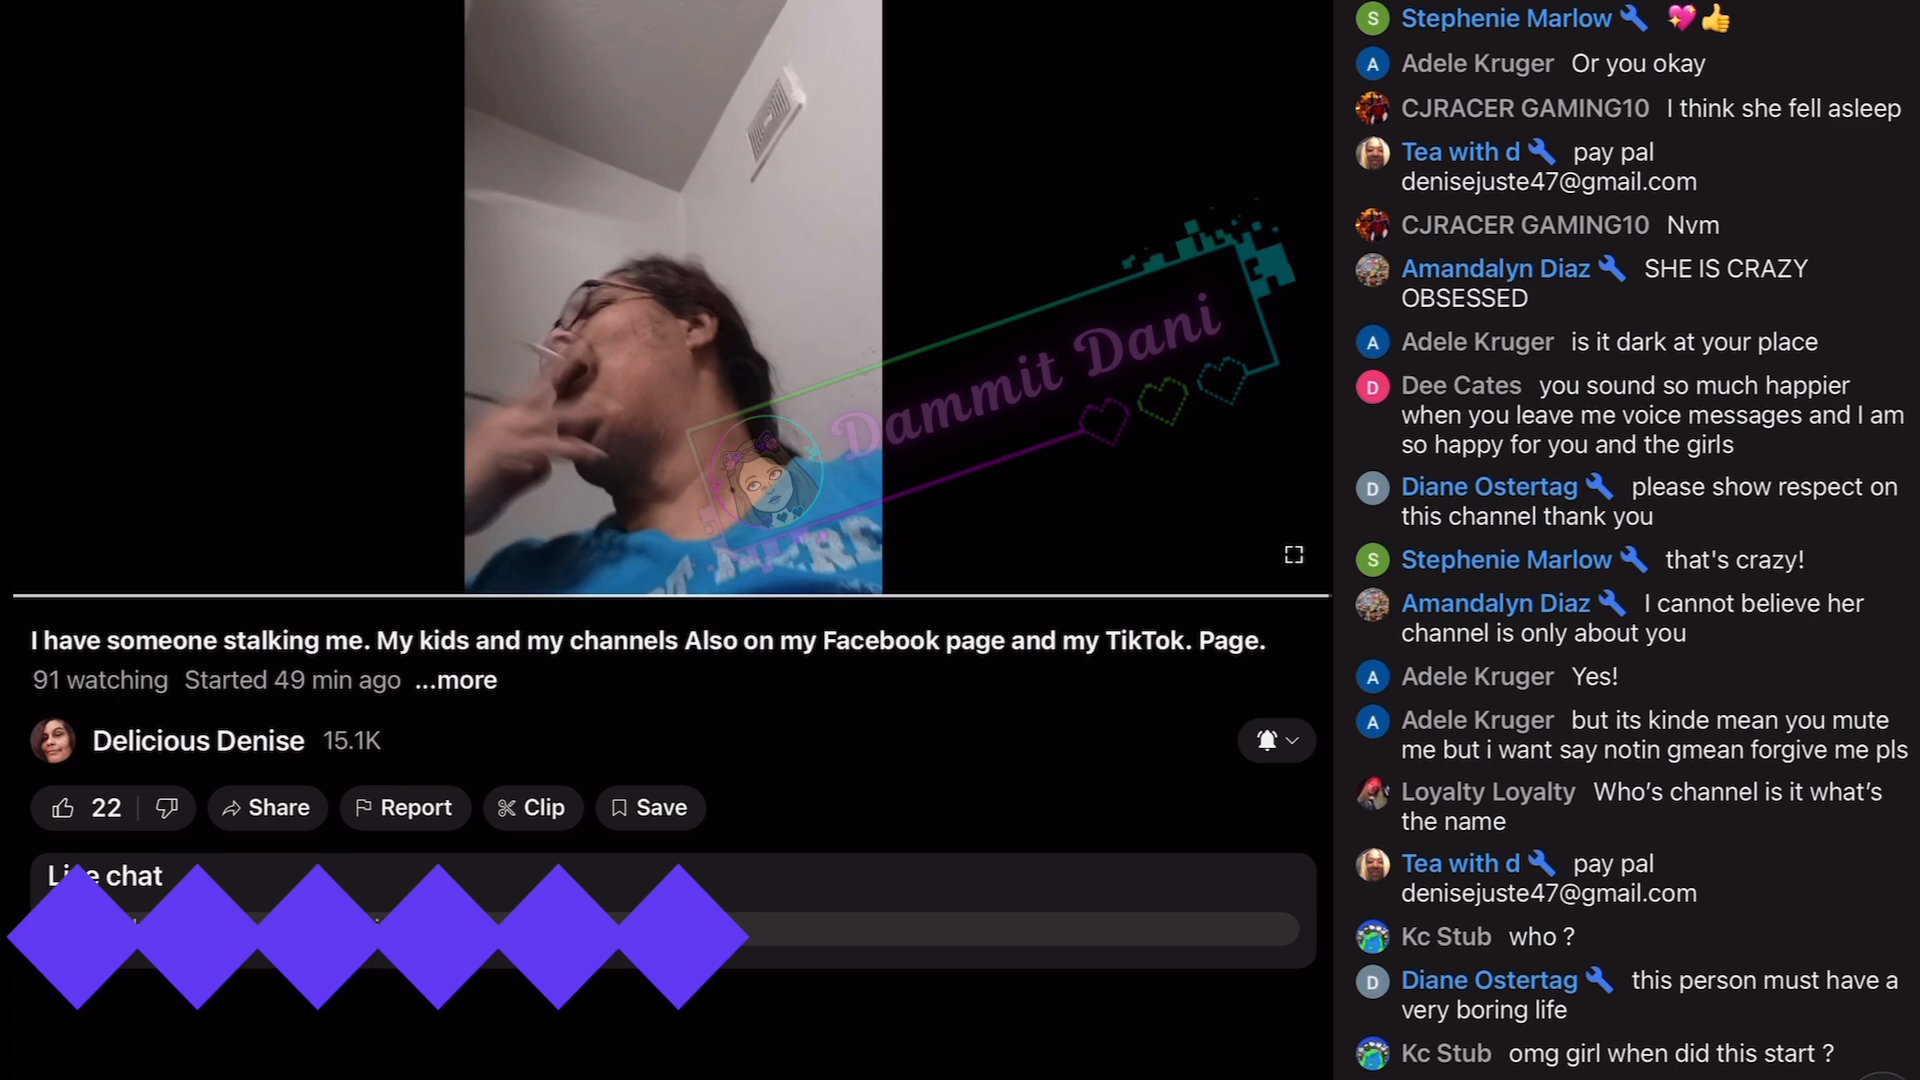 Dammit Dani
I have someone stalking me. My kids and my channels Also on my Facebook page and my TikTok. Page.
91 watching Started 49 min ago ...more
Delicious Denise 15.1K
22 Share Report Clip Save
Live chat
S Stephenie Marlow 💖👍
A Adele Kruger Or you okay
CJRACER GAMING10 I think she fell asleep
Tea with d pay pal
denisejuste47@gmail.com
CJRACER GAMING10 Nvm
Amandalyn Diaz SHE IS CRAZY
OBSESSED
A Adele Kruger is it dark at your place
D Dee Cates you sound so much happier
when you leave me voice messages and I am
so happy for you and the girls
D Diane Ostertag please show respect on
this channel thank you
S Stephenie Marlow that's crazy!
Amandalyn Diaz I cannot believe her
channel is only about you
A Adele Kruger Yes!
A Adele Kruger but its kinde mean you mute
me but i want say notin gmean forgive me pls
Loyalty Loyalty Who’s channel is it what’s
the name
Tea with d pay pal
denisejuste47@gmail.com
Kc Stub who ?
D Diane Ostertag this person must have a
very boring life
Kc Stub omg girl when did this start ?